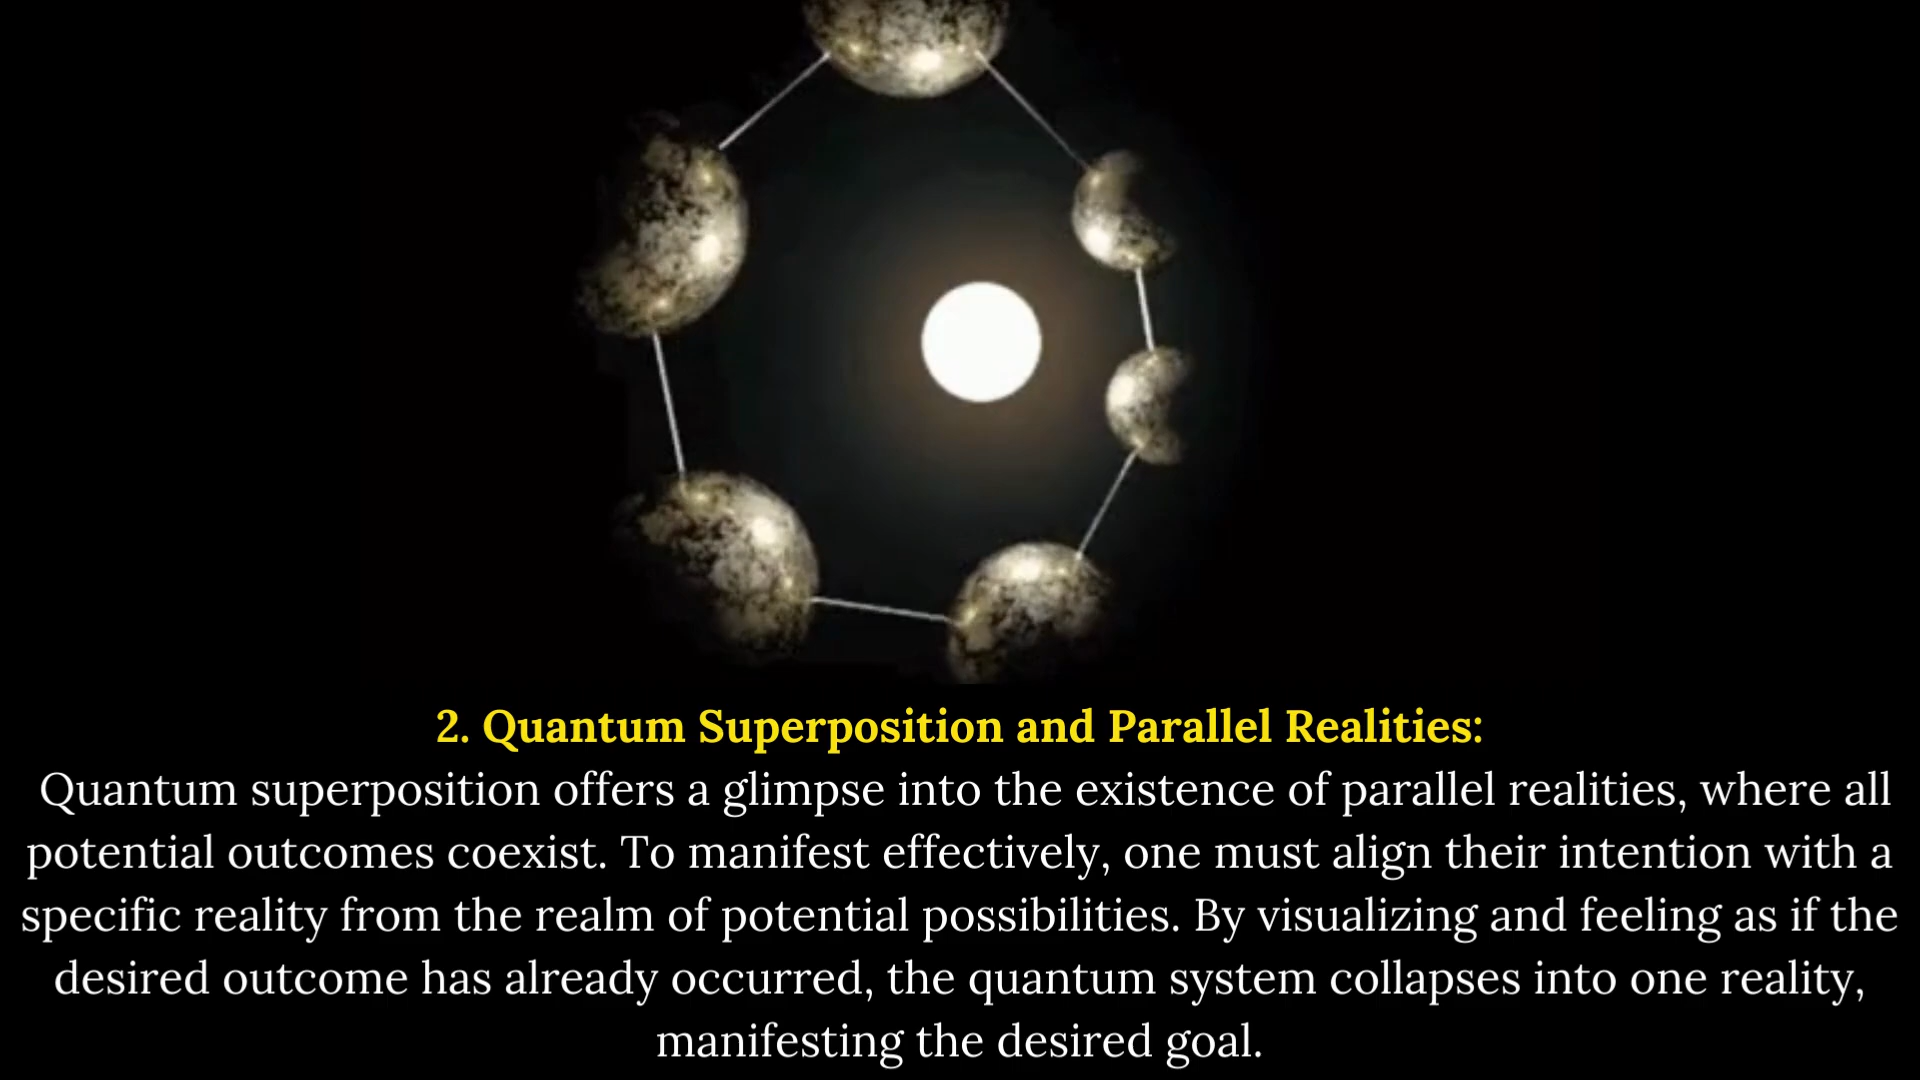 2. Quantum Superposition and Parallel Realities:
Quantum superposition offers a glimpse into the existence of parallel realities, where all
potential outcomes coexist. To manifest effectively, one must align their intention with a
specific reality from the realm of potential possibilities. By visualizing and feeling as if the
desired outcome has already occurred, the quantum system collapses into one reality,
manifesting the desired goal.